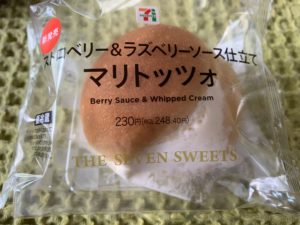 7
新発売
ストロベリー&ラズベリーソース仕立て
マリトッツォ
Berry Sauce & Whipped Cream
230円(税込248.40円)
THE SEVEN SWEETS